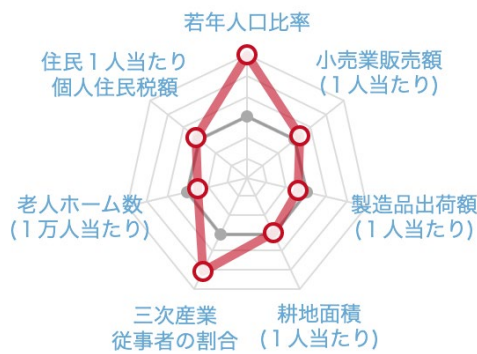 若年人口比率
小売業販売額
(１人当たり)
製造品出荷額
(１人当たり)
耕地面積
(１人当たり)
三次産業
従事者の割合
老人ホーム数
(１万人当たり)
住民１人当たり
個人住民税額